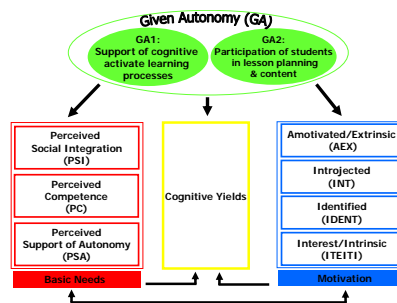 Given Autonomy (GA)
GA1:
Support of cognitive
activate learning
processes
GA2:
Participation of students
in lesson planning
& content
Perceived
Social Integration
(PSI)
Perceived
Competence
(PC)
Perceived
Support of Autonomy
(PSA)
Basic Needs
Cognitive Yields
Amotivated/Extrinsic
(AEX)
Introjected
(INT)
Identified
(IDENT)
Interest/Intrinsic
(ITEITI)
Motivation